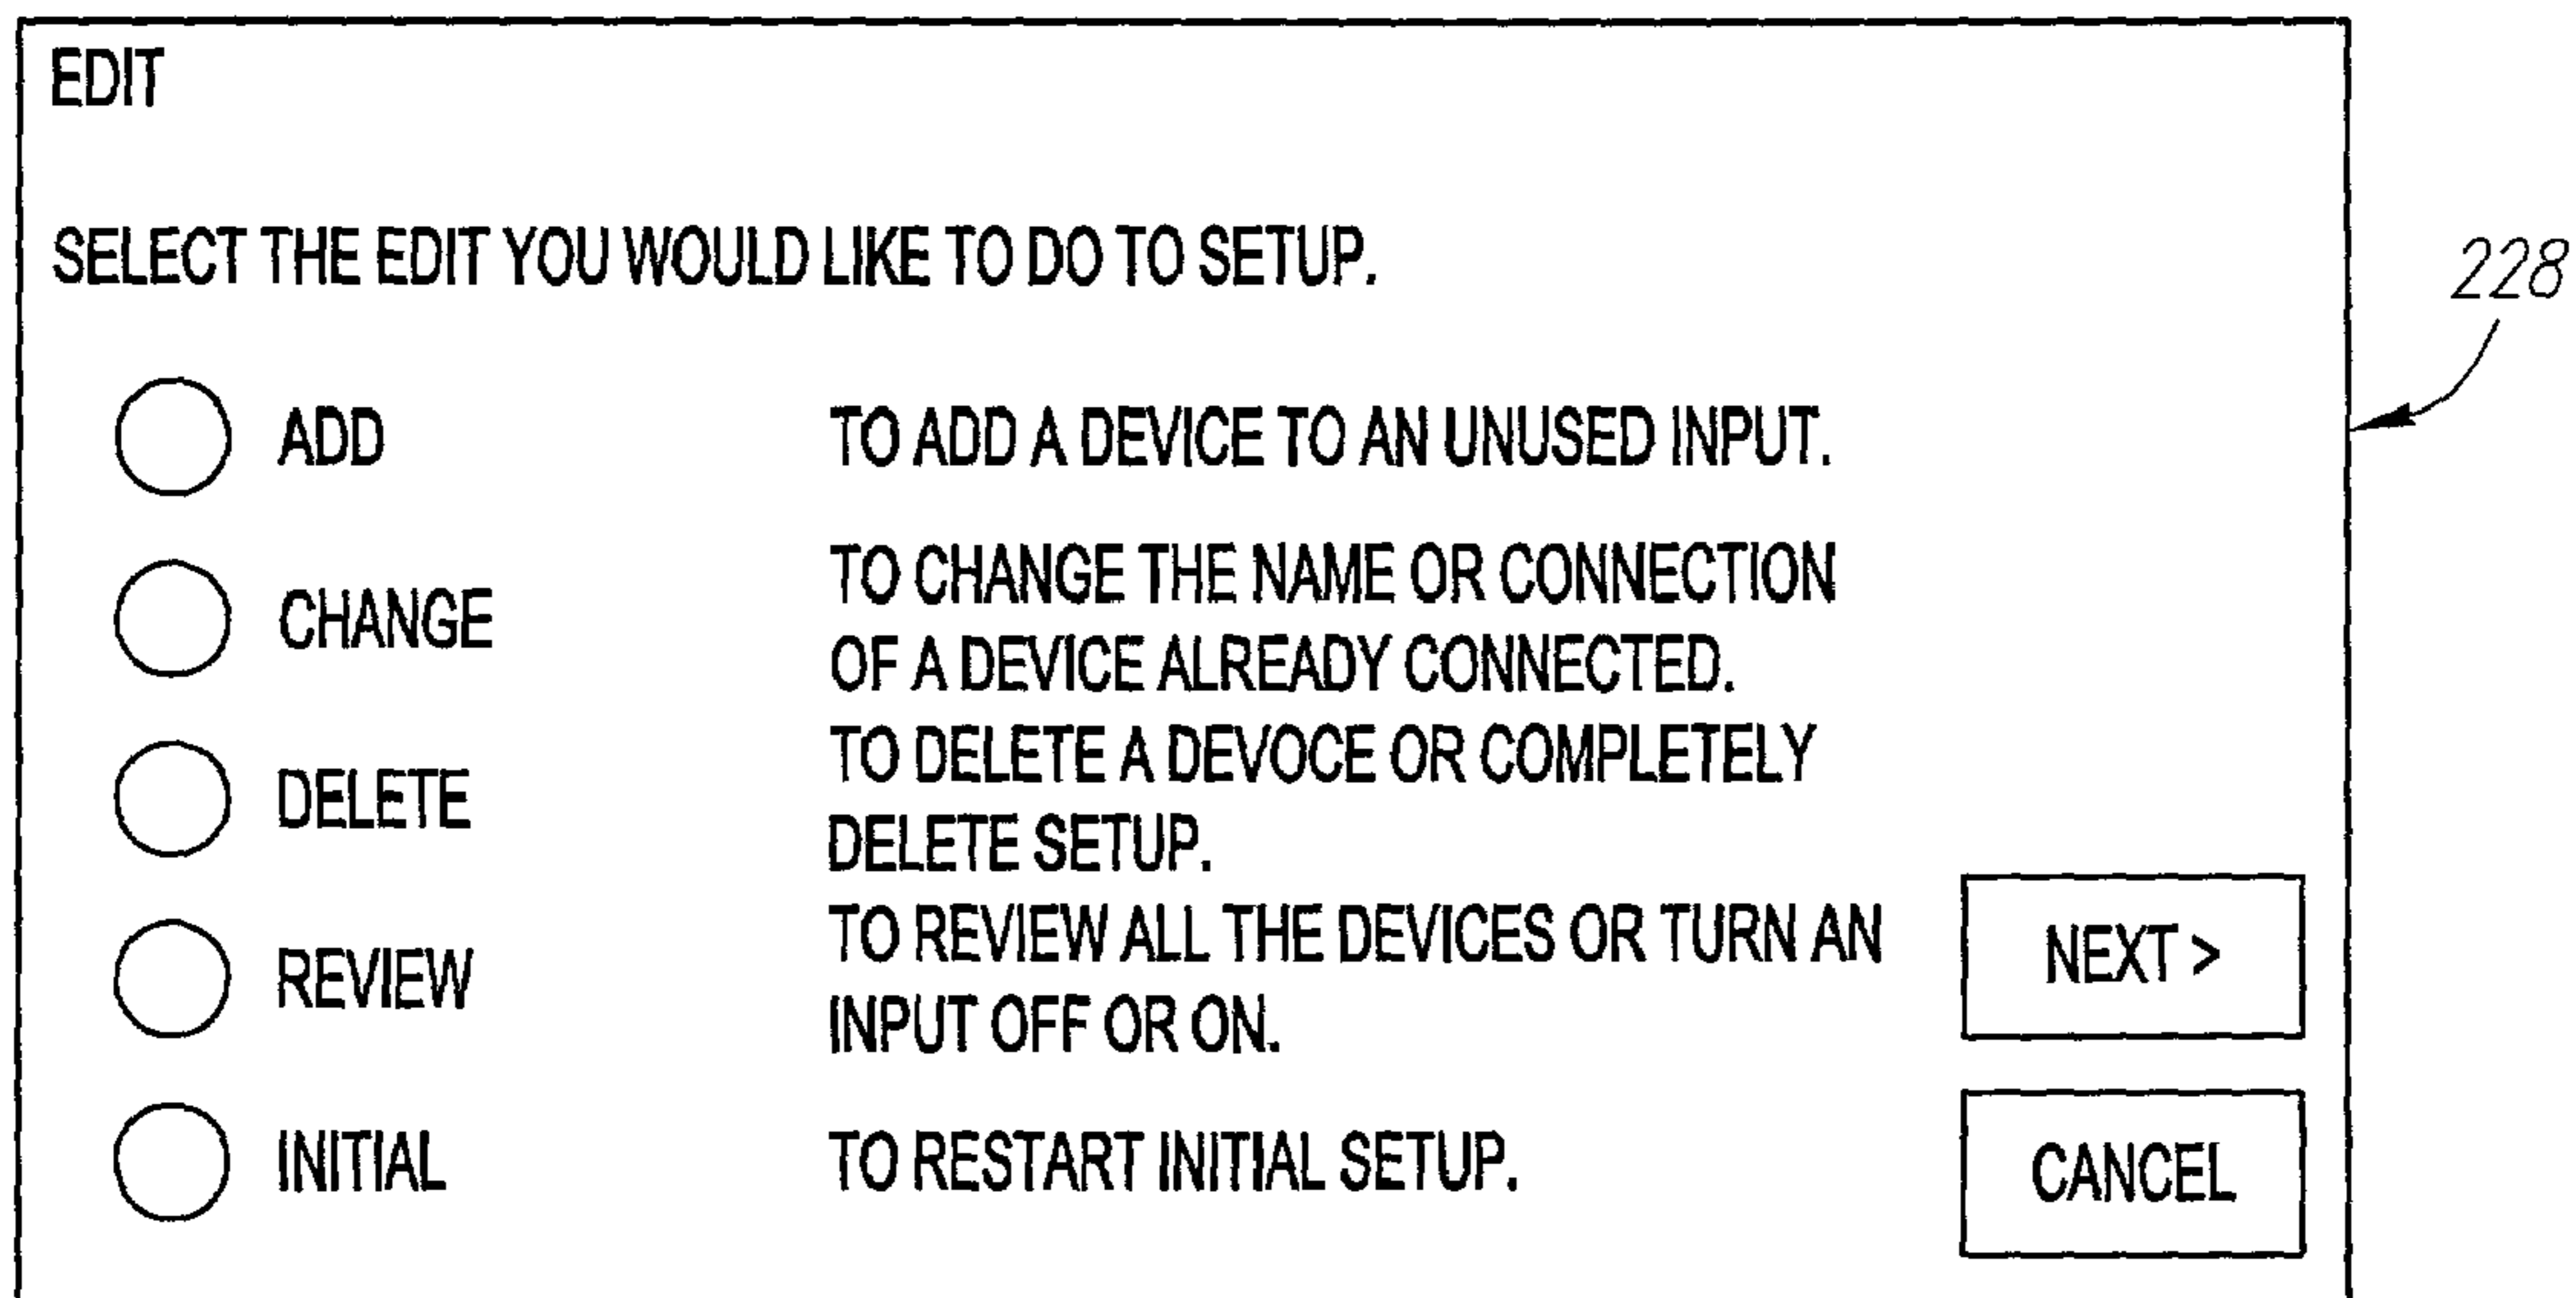 EDIT
SELECT THE EDIT YOU WOULD LIKE TO DO TO SETUP.
228
ADD TO ADD A DEVICE TO AN UNUSED INPUT.
CHANGE TO CHANGE THE NAME OR CONNECTION
OF A DEVICE ALREADY CONNECTED.
DELETE TO DELETE A DEVOCE OR COMPLETELY
DELETE SETUP.
REVIEW TO REVIEW ALL THE DEVICES OR TURN AN
INPUT OFF OR ON.
NEXT >
INITIAL TO RESTART INITIAL SETUP.
CANCEL